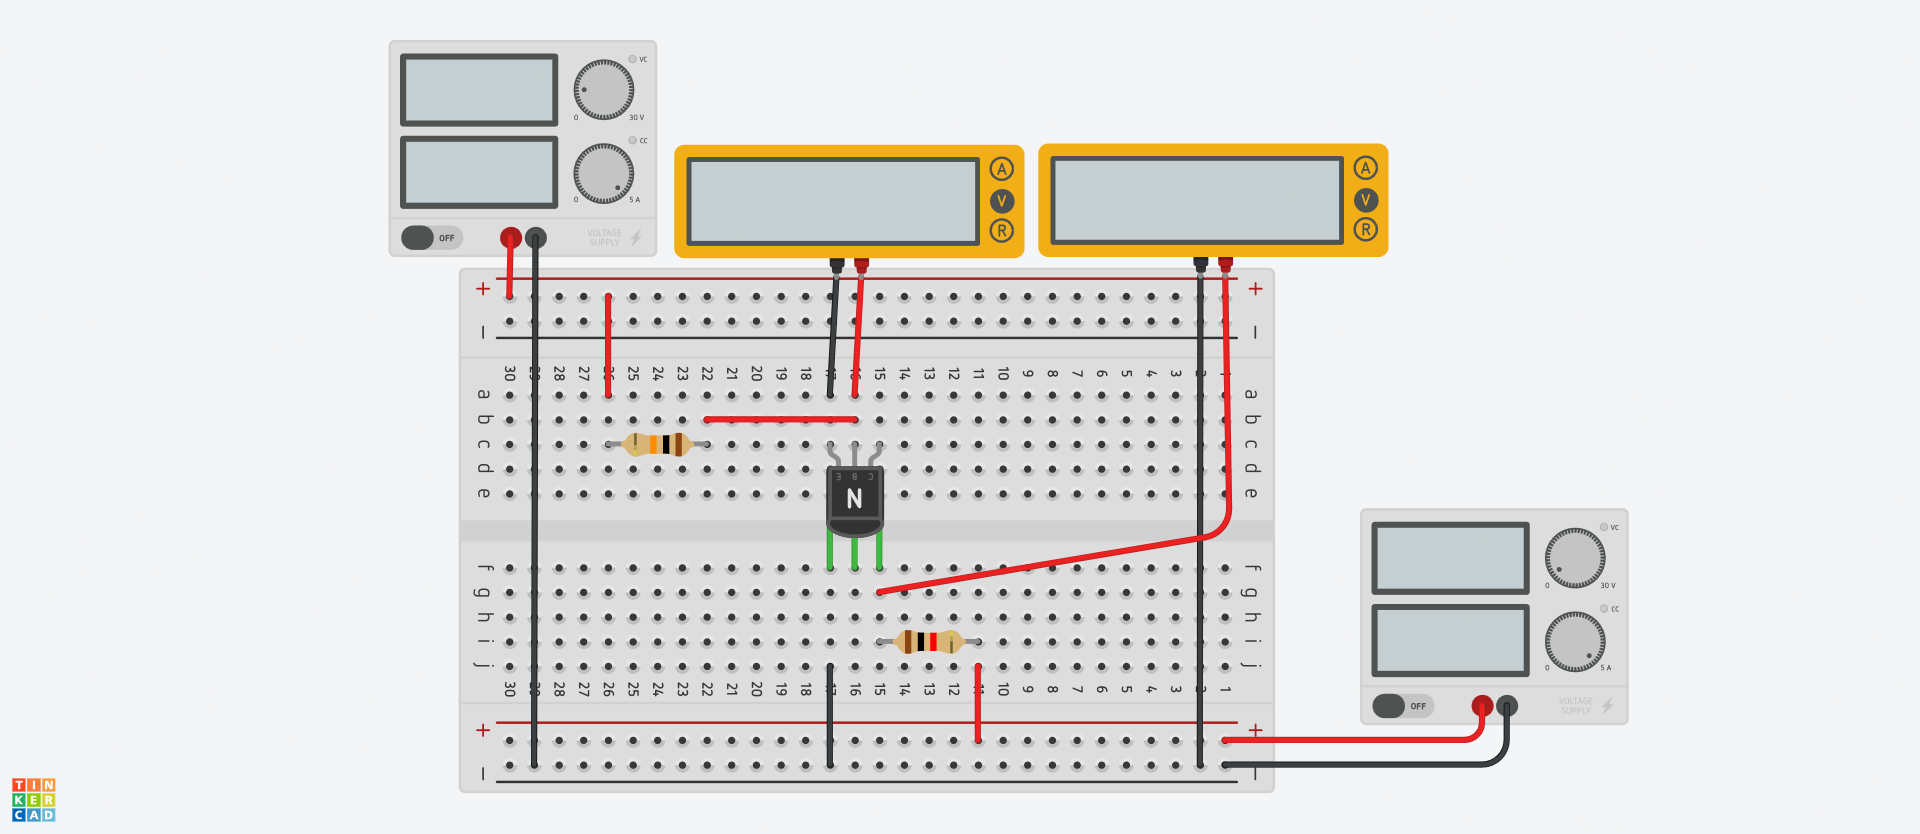 VC
0 30 V
CC
0 5 A
OFF
VOLTAGE
SUPPLY
A
V
R
A
V
R
+ +
− −
30 29 28 27 26 25 24 23 22 21 20 19 18 17 16 15 14 13 12 11 10 9 8 7 6 5 4 3 2 1
a a
b b
c c
d d
e e
E B C
N
f f
g g
h h
i i
j j
30 29 28 27 26 25 24 23 22 21 20 19 18 17 16 15 14 13 12 11 10 9 8 7 6 5 4 3 2 1
+ +
− −
VC
0 30 V
CC
0 5 A
OFF
VOLTAGE
SUPPLY
TIN
KER
CAD